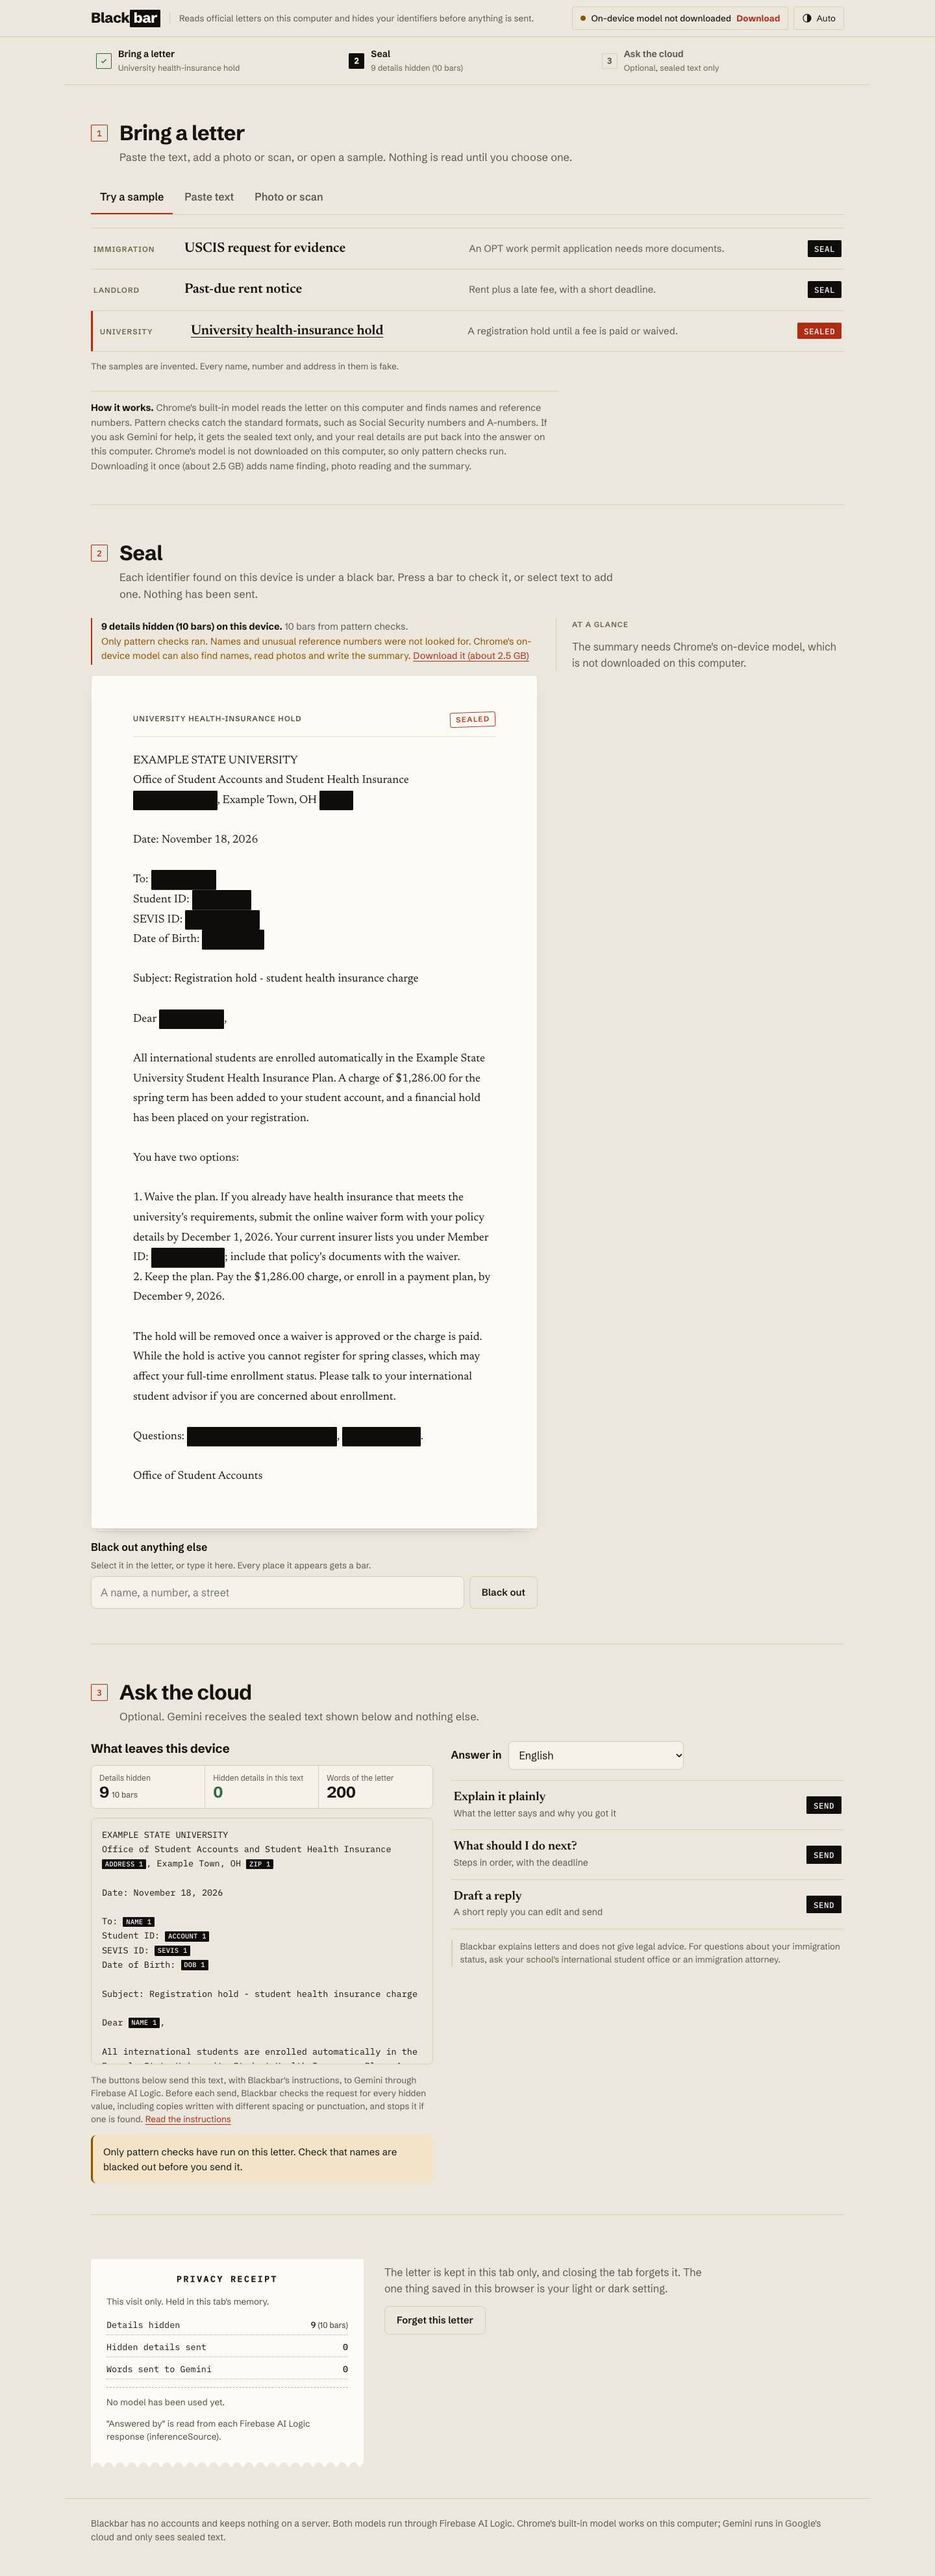 Blackbar
Reads official letters on this computer and hides your identifiers before anything is sent.
On-device model not downloaded Download
Auto
Bring a letter
University health-insurance hold
2
Seal
9 details hidden (10 bars)
3
Ask the cloud
Optional, sealed text only
1
Bring a letter
Paste the text, add a photo or scan, or open a sample. Nothing is read until you choose one.
Try a sample
Paste text
Photo or scan
IMMIGRATION
USCIS request for evidence
An OPT work permit application needs more documents.
SEAL
LANDLORD
Past-due rent notice
Rent plus a late fee, with a short deadline.
SEAL
UNIVERSITY
University health-insurance hold
A registration hold until a fee is paid or waived.
SEALED
The samples are invented. Every name, number and address in them is fake.
How it works. Chrome's built-in model reads the letter on this computer and finds names and reference
numbers. Pattern checks catch the standard formats, such as Social Security numbers and A-numbers. If
you ask Gemini for help, it gets the sealed text only, and your real details are put back into the answer on
this computer. Chrome's model is not downloaded on this computer, so only pattern checks run.
Downloading it once (about 2.5 GB) adds name finding, photo reading and the summary.
2
Seal
Each identifier found on this device is under a black bar. Press a bar to check it, or select text to add
one. Nothing has been sent.
9 details hidden (10 bars) on this device. 10 bars from pattern checks.
Only pattern checks ran. Names and unusual reference numbers were not looked for. Chrome's on-
device model can also find names, read photos and write the summary. Download it (about 2.5 GB)
AT A GLANCE
The summary needs Chrome's on-device model, which
is not downloaded on this computer.
UNIVERSITY HEALTH-INSURANCE HOLD
SEALED
EXAMPLE STATE UNIVERSITY
Office of Student Accounts and Student Health Insurance
, Example Town, OH
Date: November 18, 2026
To:
Student ID:
SEVIS ID:
Date of Birth:
Subject: Registration hold - student health insurance charge
Dear ,
All international students are enrolled automatically in the Example State
University Student Health Insurance Plan. A charge of $1,286.00 for the
spring term has been added to your student account, and a financial hold
has been placed on your registration.
You have two options:
1. Waive the plan. If you already have health insurance that meets the
university's requirements, submit the online waiver form with your policy
details by December 1, 2026. Your current insurer lists you under Member
ID: ; include that policy's documents with the waiver.
2. Keep the plan. Pay the $1,286.00 charge, or enroll in a payment plan, by
December 9, 2026.
The hold will be removed once a waiver is approved or the charge is paid.
While the hold is active you cannot register for spring classes, which may
affect your full-time enrollment status. Please talk to your international
student advisor if you are concerned about enrollment.
Questions: , .
Office of Student Accounts
Black out anything else
Select it in the letter, or type it here. Every place it appears gets a bar.
A name, a number, a street
Black out
3
Ask the cloud
Optional. Gemini receives the sealed text shown below and nothing else.
What leaves this device
Details hidden
9 10 bars
Hidden details in this text
0
Words of the letter
200
EXAMPLE STATE UNIVERSITY
Office of Student Accounts and Student Health Insurance
ADDRESS 1, Example Town, OH ZIP 1
Date: November 18, 2026
To: NAME 1
Student ID: ACCOUNT 1
SEVIS ID: SEVIS 1
Date of Birth: DOB 1
Subject: Registration hold - student health insurance charge
Dear NAME 1,
All international students are enrolled automatically in the
The buttons below send this text, with Blackbar's instructions, to Gemini through
Firebase AI Logic. Before each send, Blackbar checks the request for every hidden
value, including copies written with different spacing or punctuation, and stops it if
one is found. Read the instructions
Only pattern checks have run on this letter. Check that names are
blacked out before you send it.
Answer in
English
Explain it plainly
What the letter says and why you got it
SEND
What should I do next?
Steps in order, with the deadline
SEND
Draft a reply
A short reply you can edit and send
SEND
Blackbar explains letters and does not give legal advice. For questions about your immigration
status, ask your school's international student office or an immigration attorney.
PRIVACY RECEIPT
This visit only. Held in this tab's memory.
Details hidden 9 (10 bars)
Hidden details sent 0
Words sent to Gemini 0
No model has been used yet.
"Answered by" is read from each Firebase AI Logic
response (inferenceSource).
The letter is kept in this tab only, and closing the tab forgets it. The
one thing saved in this browser is your light or dark setting.
Forget this letter
Blackbar has no accounts and keeps nothing on a server. Both models run through Firebase AI Logic. Chrome's built-in model works on this computer; Gemini runs in Google's
cloud and only sees sealed text.